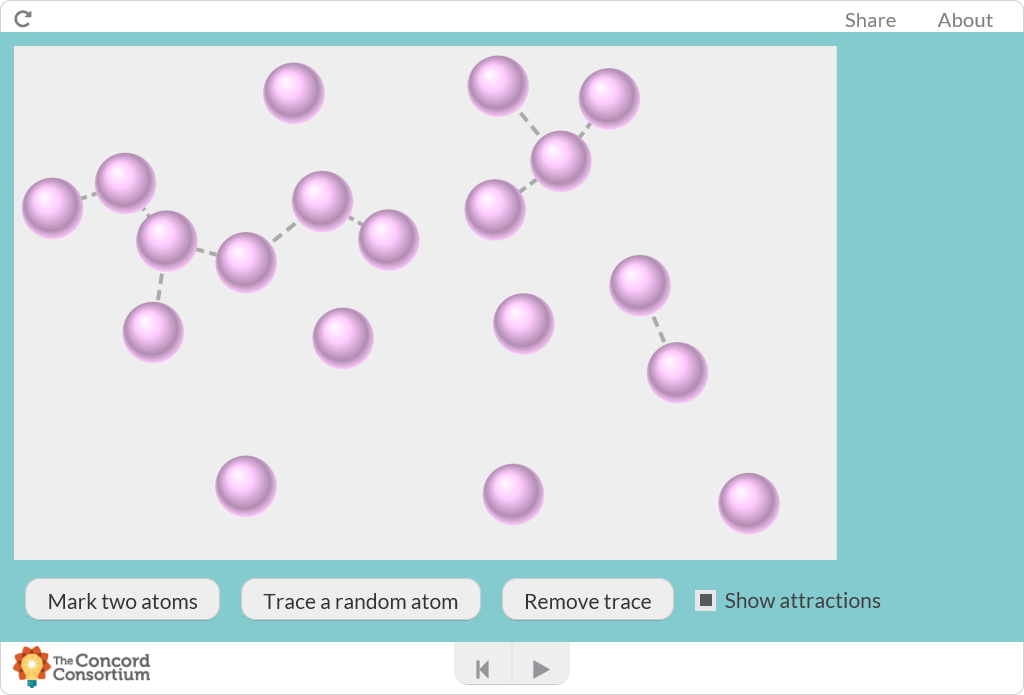 Share About
Mark two atoms Trace a random atom Remove trace Show attractions
The Concord
Consortium